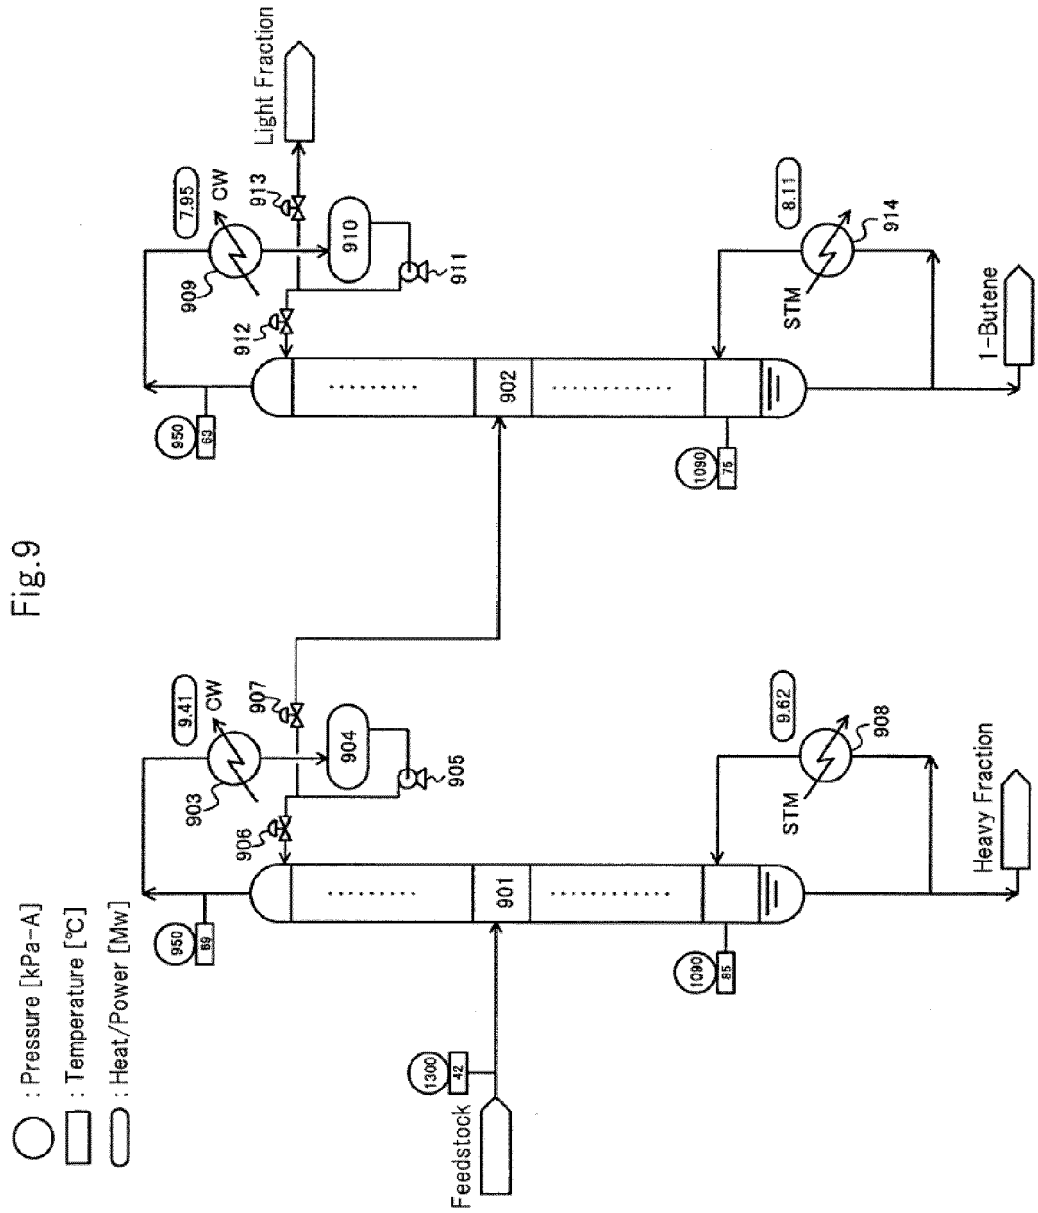 Fig.9
: Pressure [kPa-A]
: Temperature [℃]
: Heat/Power [Mw]
Feedstock
1300
42
950
69
901
1090
85
903
9.41
CW
904
905
906
907
9.62
STM
908
Heavy Fraction
950
63
902
1090
75
909
7.95
CW
910
911
912
913
Light Fraction
8.11
STM
914
1-Butene